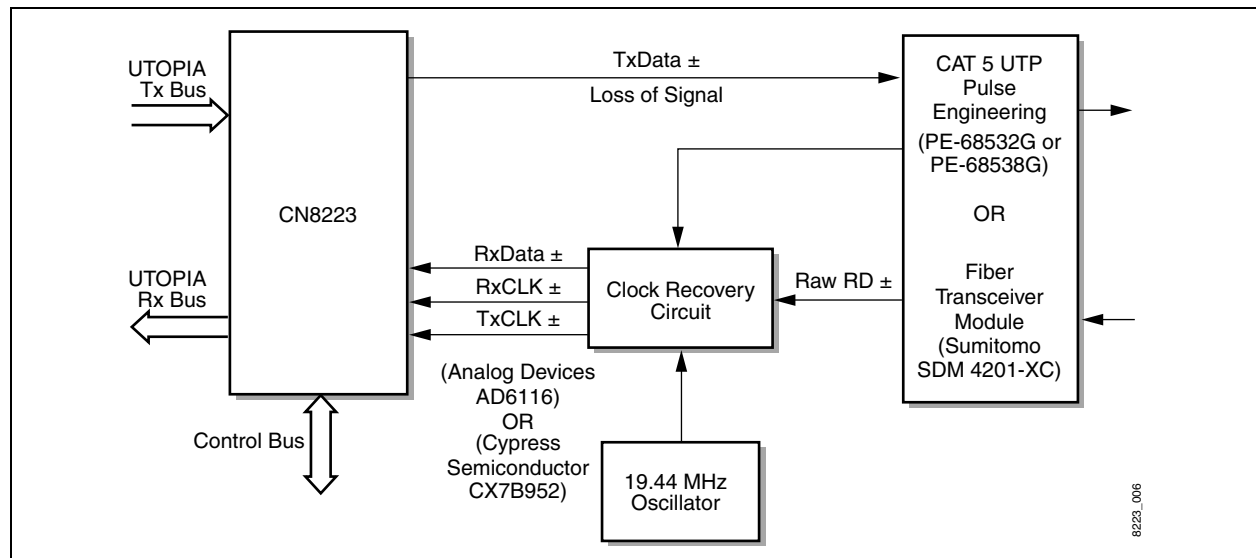 UTOPIA
Tx Bus
CN8223
UTOPIA
Rx Bus
Control Bus
TxData ±
Loss of Signal
RxData ±
RxCLK ±
TxCLK ±
Clock Recovery
Circuit
Raw RD ±
(Analog Devices
AD6116)
OR
(Cypress
Semiconductor
CX7B952)
19.44 MHz
Oscillator
CAT 5 UTP
Pulse
Engineering
(PE-68532G or
PE-68538G)
OR
Fiber
Transceiver
Module
(Sumitomo
SDM 4201-XC)
8223_006